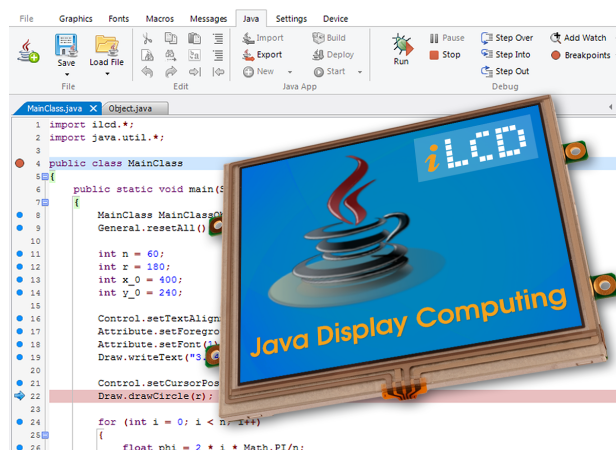 File Graphics Fonts Macros Messages Java Settings Device
Save
Load File
Import
Export
New
Build
Deploy
Start
Run
Pause
Stop
Step Over
Step Into
Step Out
Add Watch
Breakpoints
File Edit Java App Debug
MainClass.java Object.java
1 import ilcd.*;
2 import java.util.*;
3
4 public class MainClass
5 {
6 public static void main(
7 {
8 MainClass
9 General.resetAll()
10
11 int n = 60;
12 int r = 180;
13 int x_0 = 400;
14 int y_0 = 240;
15
16 Control.
17 Attribute.
18 Attribute.setFont(
19 Draw.writeText("3.
20
21 Control.
22 Draw.drawCircle(r);
23
24 for (int i = 0; i < n; i++)
25 {
26 float phi = 2 * i * Math.PI/n;
iLCD
Java Display Computing